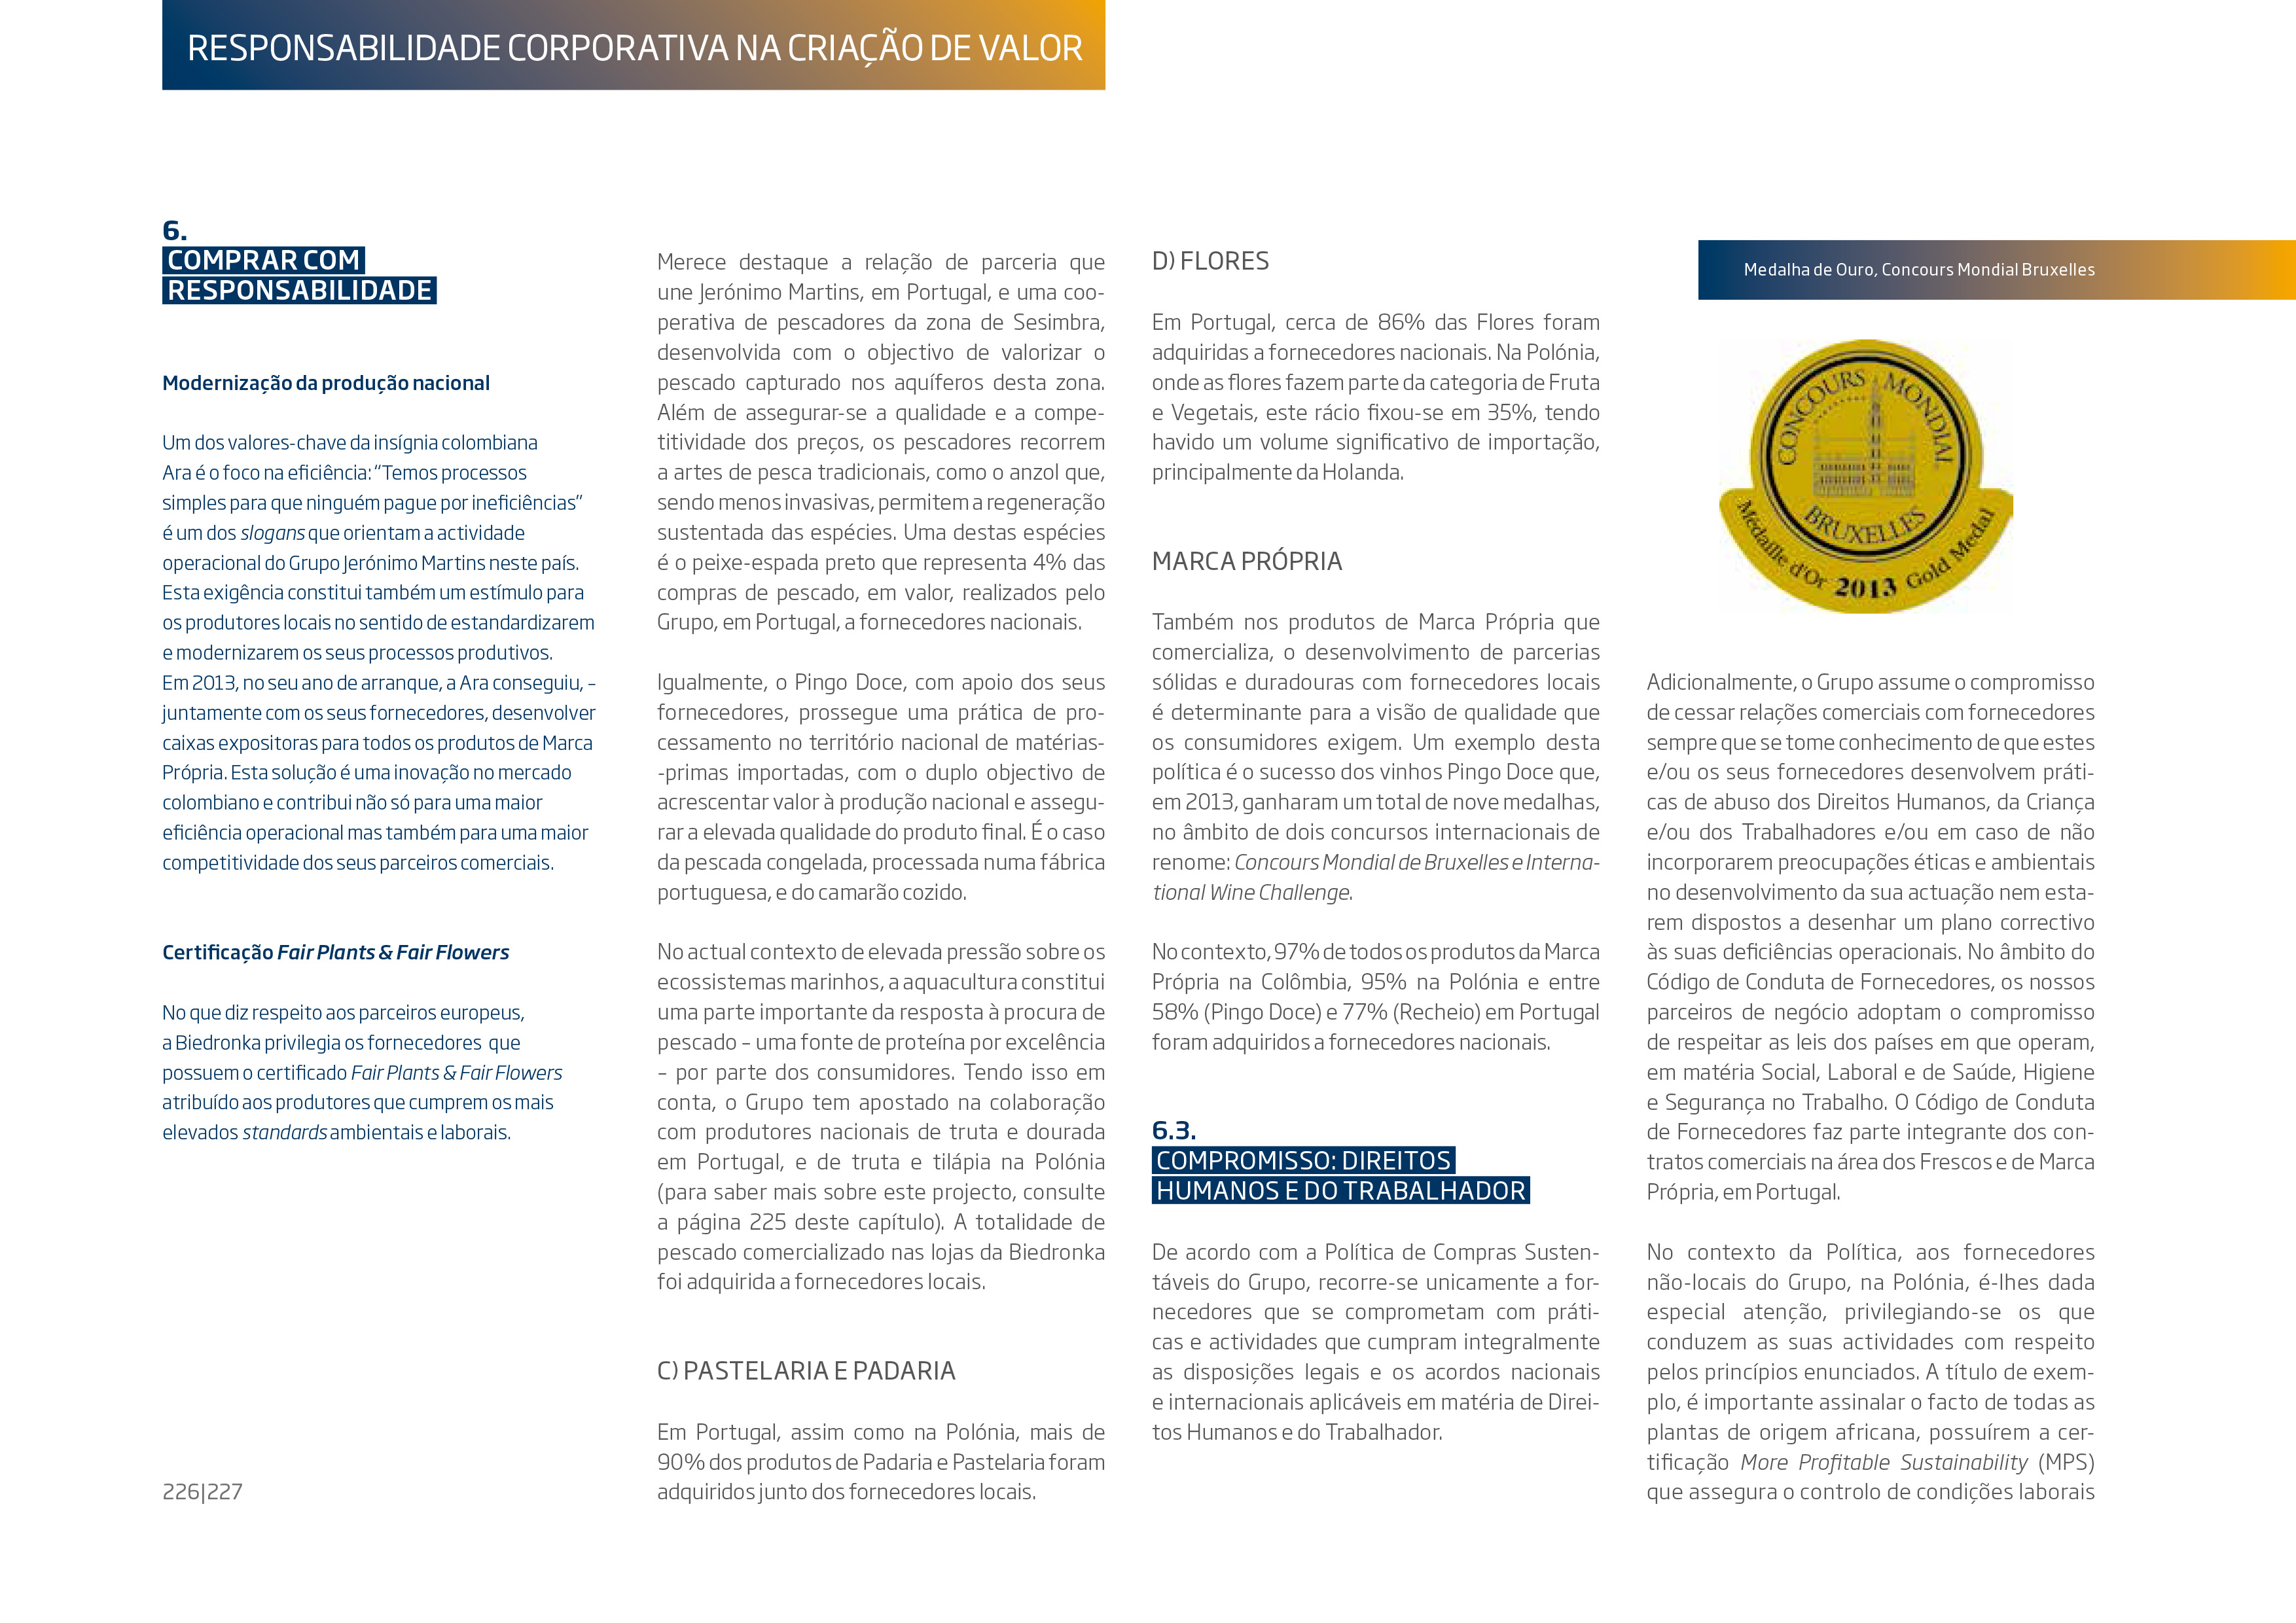 RESPONSABILIDADE CORPORATIVA NA CRIAÇÃO DE VALOR
6.
COMPRAR COM
RESPONSABILIDADE
Modernização da produção nacional
Um dos valores-chave da insígnia colombiana
Ara é o foco na eficiência: “Temos processos
simples para que ninguém pague por ineficiências”
é um dos slogans que orientam a actividade
operacional do Grupo Jerónimo Martins neste país.
Esta exigência constitui também um estímulo para
os produtores locais no sentido de estandardizarem
e modernizarem os seus processos produtivos.
Em 2013, no seu ano de arranque, a Ara conseguiu, –
juntamente com os seus fornecedores, desenvolver
caixas expositoras para todos os produtos de Marca
Própria. Esta solução é uma inovação no mercado
colombiano e contribui não só para uma maior
eficiência operacional mas também para uma maior
competitividade dos seus parceiros comerciais.
Certificação Fair Plants & Fair Flowers
No que diz respeito aos parceiros europeus,
a Biedronka privilegia os fornecedores que
possuem o certificado Fair Plants & Fair Flowers
atribuído aos produtores que cumprem os mais
elevados standards ambientais e laborais.
Merece destaque a relação de parceria que
une Jerónimo Martins, em Portugal, e uma coo-
perativa de pescadores da zona de Sesimbra,
desenvolvida com o objectivo de valorizar o
pescado capturado nos aquíferos desta zona.
Além de assegurar-se a qualidade e a compe-
titividade dos preços, os pescadores recorrem
a artes de pesca tradicionais, como o anzol que,
sendo menos invasivas, permitem a regeneração
sustentada das espécies. Uma destas espécies
é o peixe-espada preto que representa 4% das
compras de pescado, em valor, realizados pelo
Grupo, em Portugal, a fornecedores nacionais.
Igualmente, o Pingo Doce, com apoio dos seus
fornecedores, prossegue uma prática de pro-
cessamento no território nacional de matérias-
-primas importadas, com o duplo objectivo de
acrescentar valor à produção nacional e assegu-
rar a elevada qualidade do produto final. É o caso
da pescada congelada, processada numa fábrica
portuguesa, e do camarão cozido.
No actual contexto de elevada pressão sobre os
ecossistemas marinhos, a aquacultura constitui
uma parte importante da resposta à procura de
pescado – uma fonte de proteína por excelência
– por parte dos consumidores. Tendo isso em
conta, o Grupo tem apostado na colaboração
com produtores nacionais de truta e dourada
em Portugal, e de truta e tilápia na Polónia
(para saber mais sobre este projecto, consulte
a página 225 deste capítulo). A totalidade de
pescado comercializado nas lojas da Biedronka
foi adquirida a fornecedores locais.
C) PASTELARIA E PADARIA
Em Portugal, assim como na Polónia, mais de
90% dos produtos de Padaria e Pastelaria foram
adquiridos junto dos fornecedores locais.
D) FLORES
Em Portugal, cerca de 86% das Flores foram
adquiridas a fornecedores nacionais. Na Polónia,
onde as flores fazem parte da categoria de Fruta
e Vegetais, este rácio fixou-se em 35%, tendo
havido um volume significativo de importação,
principalmente da Holanda.
MARCA PRÓPRIA
Também nos produtos de Marca Própria que
comercializa, o desenvolvimento de parcerias
sólidas e duradouras com fornecedores locais
é determinante para a visão de qualidade que
os consumidores exigem. Um exemplo desta
política é o sucesso dos vinhos Pingo Doce que,
em 2013, ganharam um total de nove medalhas,
no âmbito de dois concursos internacionais de
renome: Concours Mondial de Bruxelles e Interna-
tional Wine Challenge.
No contexto, 97% de todos os produtos da Marca
Própria na Colômbia, 95% na Polónia e entre
58% (Pingo Doce) e 77% (Recheio) em Portugal
foram adquiridos a fornecedores nacionais.
6.3.
COMPROMISSO: DIREITOS
HUMANOS E DO TRABALHADOR
De acordo com a Política de Compras Susten-
táveis do Grupo, recorre-se unicamente a for-
necedores que se comprometam com práti-
cas e actividades que cumpram integralmente
as disposições legais e os acordos nacionais
e internacionais aplicáveis em matéria de Direi-
tos Humanos e do Trabalhador.
Medalha de Ouro, Concours Mondial Bruxelles
CONCOURS MONDIAL
BRUXELLES
Médaille d'Or 2013 Gold Medal
Adicionalmente, o Grupo assume o compromisso
de cessar relações comerciais com fornecedores
sempre que se tome conhecimento de que estes
e/ou os seus fornecedores desenvolvem práti-
cas de abuso dos Direitos Humanos, da Criança
e/ou dos Trabalhadores e/ou em caso de não
incorporarem preocupações éticas e ambientais
no desenvolvimento da sua actuação nem esta-
rem dispostos a desenhar um plano correctivo
às suas deficiências operacionais. No âmbito do
Código de Conduta de Fornecedores, os nossos
parceiros de negócio adoptam o compromisso
de respeitar as leis dos países em que operam,
em matéria Social, Laboral e de Saúde, Higiene
e Segurança no Trabalho. O Código de Conduta
de Fornecedores faz parte integrante dos con-
tratos comerciais na área dos Frescos e de Marca
Própria, em Portugal.
No contexto da Política, aos fornecedores
não-locais do Grupo, na Polónia, é-lhes dada
especial atenção, privilegiando-se os que
conduzem as suas actividades com respeito
pelos princípios enunciados. A título de exem-
plo, é importante assinalar o facto de todas as
plantas de origem africana, possuírem a cer-
tificação More Profitable Sustainability (MPS)
que assegura o controlo de condições laborais
226|227